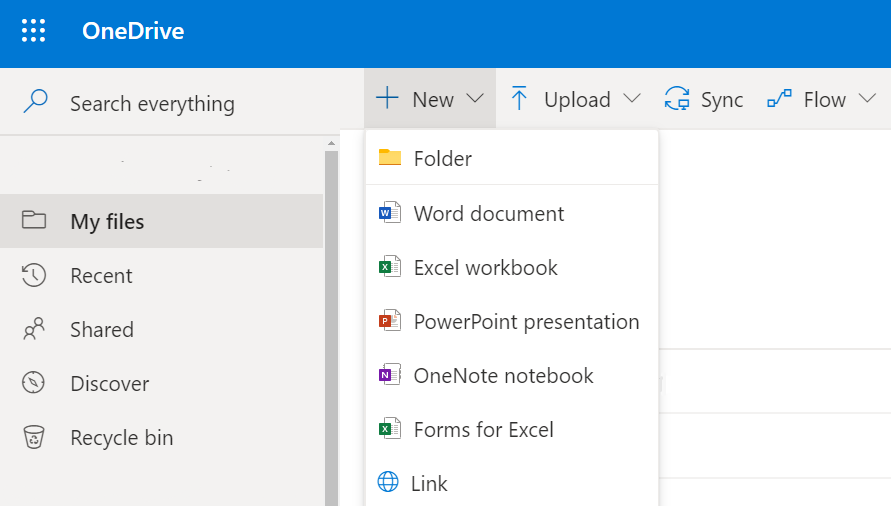 OneDrive
Search everything
New
Upload
Sync
Flow
My files
Recent
Shared
Discover
Recycle bin
Folder
Word document
Excel workbook
PowerPoint presentation
OneNote notebook
Forms for Excel
Link